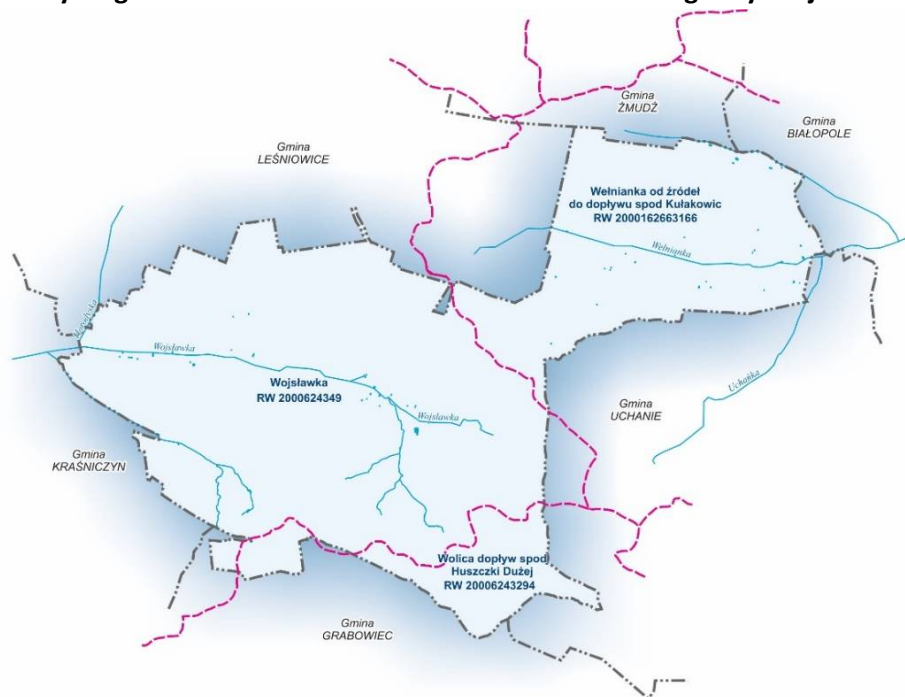 Gmina
ŻMUDŹ
Gmina
BIAŁOPOLE
Gmina
LEŚNIOWICE
Wełnianka od źródeł
do dopływu spod Kułakowic
RW 2000162663166
Wełnianka
Wojsławka
Wojsławka
RW 2000624349
Wojsławka
Uchańka
Gmina
UCHANIE
Gmina
KRAŚNICZYN
Wolica dopływ spod
Huszczki Dużej
RW 20006243294
Gmina
GRABOWIEC